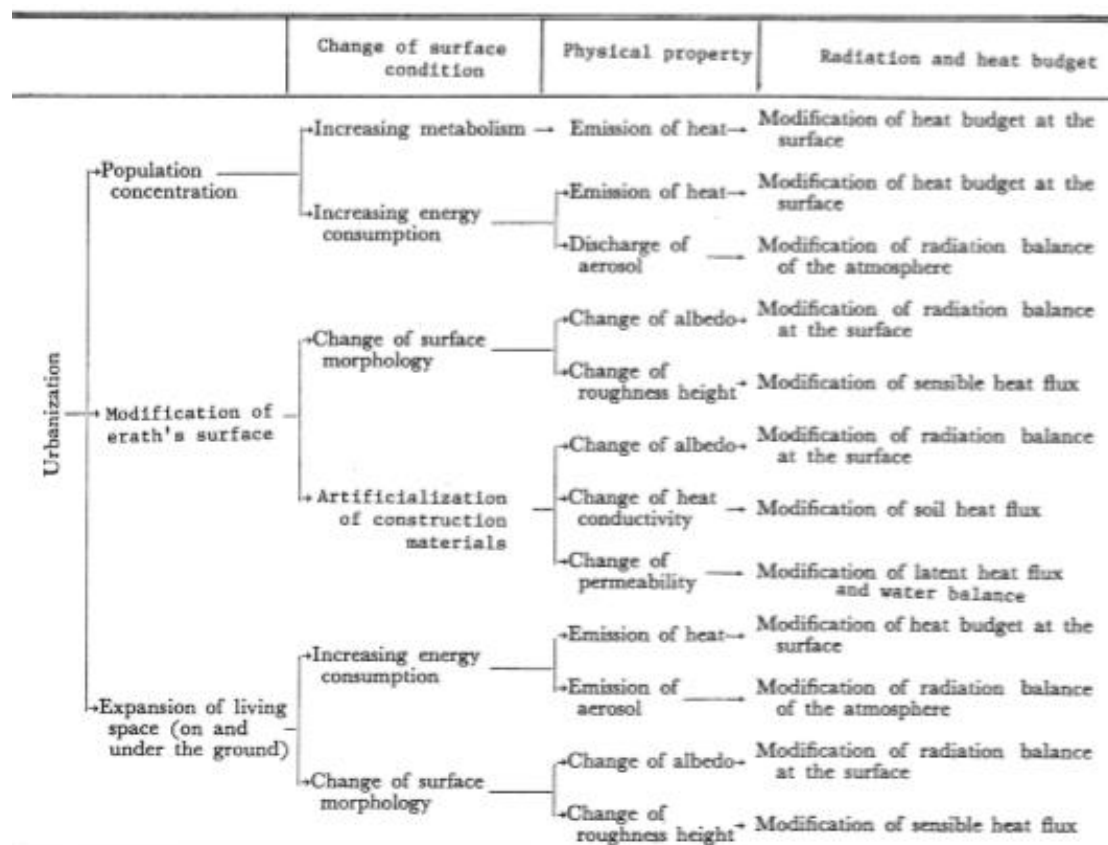 Change of surface
condition
Physical property
Radiation and heat budget
Urbanization
Population
concentration
Increasing metabolism
Emission of heat
Modification of heat budget at the
surface
Increasing energy
consumption
Emission of heat
Modification of heat budget at the
surface
Discharge of
aerosol
Modification of radiation balance
of the atmosphere
Modification of
erath's surface
Change of surface
morphology
Change of albedo
Modification of radiation balance
at the surface
Change of
roughness height
Modification of sensible heat flux
Artificialization
of construction
materials
Change of albedo
Modification of radiation balance
at the surface
Change of heat
conductivity
Modification of soil heat flux
Change of
permeability
Modification of latent heat flux
and water balance
Expansion of living
space (on and
under the ground)
Increasing energy
consumption
Emission of heat
Modification of heat budget at the
surface
Emission of
aerosol
Modification of radiation balance
of the atmosphere
Change of surface
morphology
Change of albedo
Modification of radiation balance
at the surface
Change of
roughness height
Modification of sensible heat flux